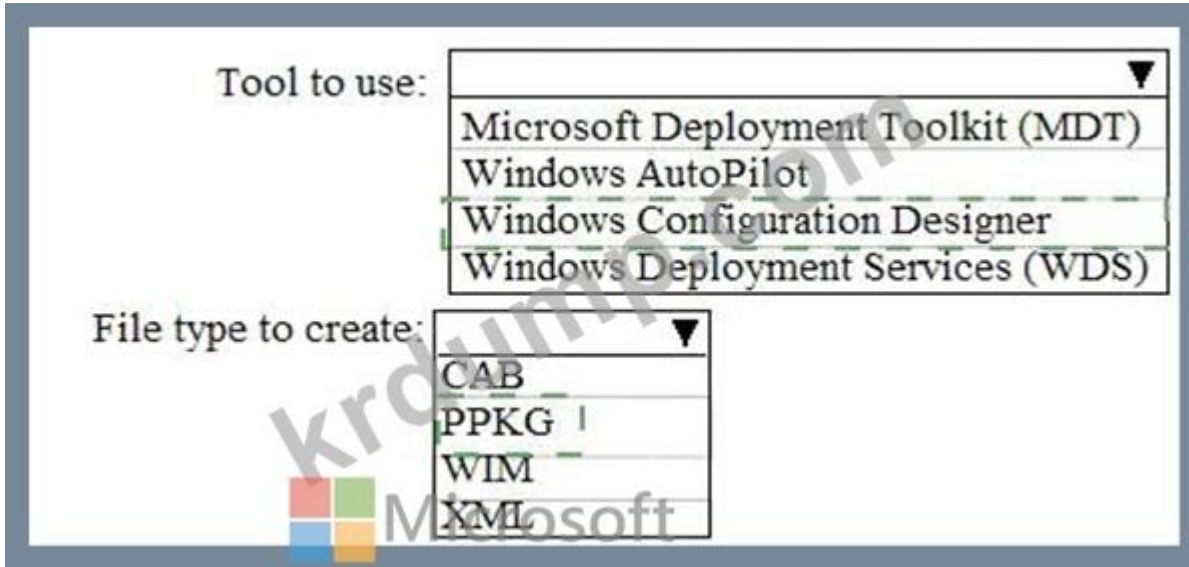 Tool to use:
Microsoft Deployment Toolkit (MDT)
Windows AutoPilot
Windows Configuration Designer
Windows Deployment Services (WDS)
File type to create:
CAB
PPKG
WIM
XML
krdump.com
Microsoft